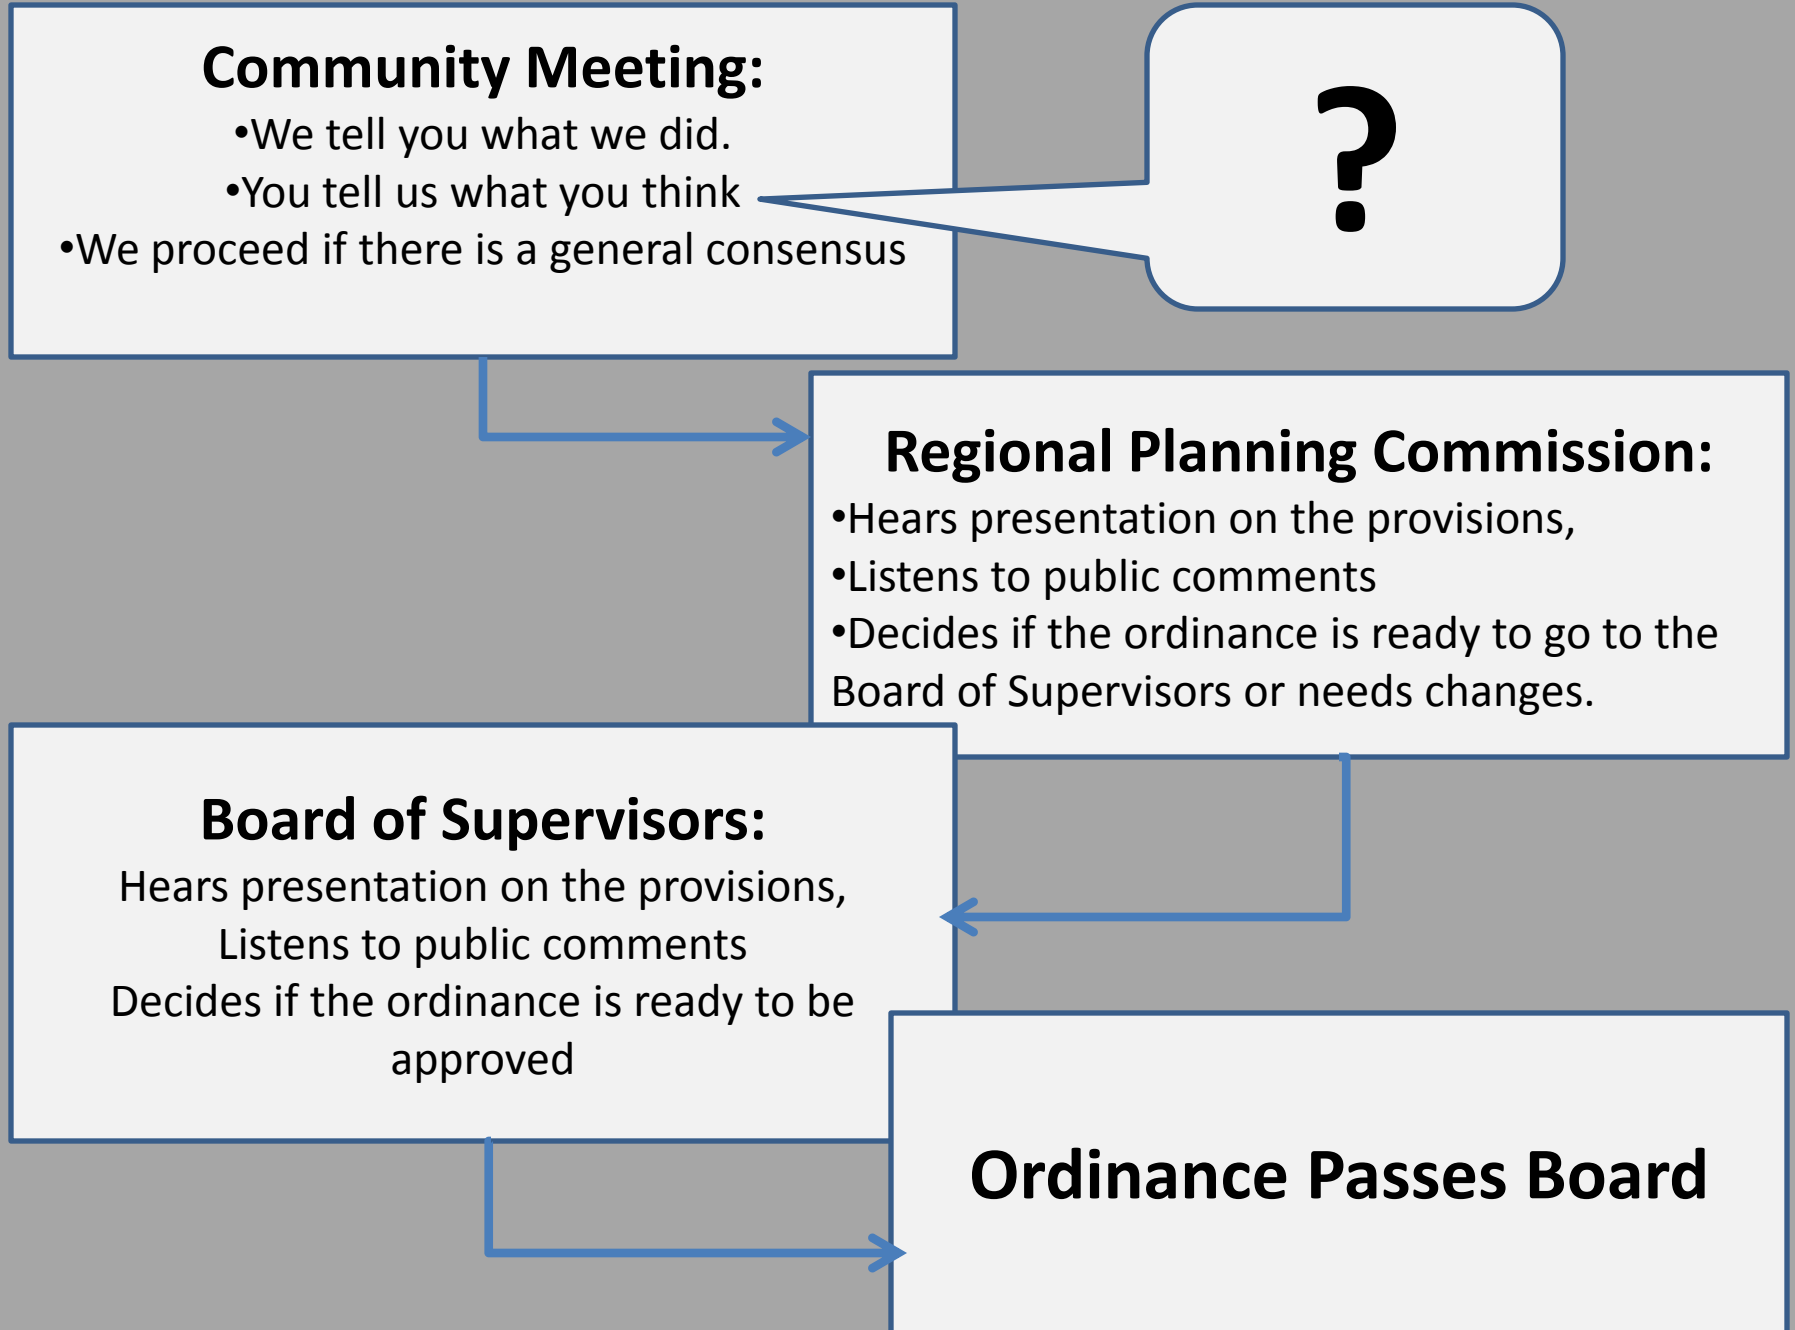 Community Meeting:
•We tell you what we did.
•You tell us what you think
•We proceed if there is a general consensus
?
Regional Planning Commission:
•Hears presentation on the provisions,
•Listens to public comments
•Decides if the ordinance is ready to go to the
Board of Supervisors or needs changes.
Board of Supervisors:
Hears presentation on the provisions,
Listens to public comments
Decides if the ordinance is ready to be
approved
Ordinance Passes Board